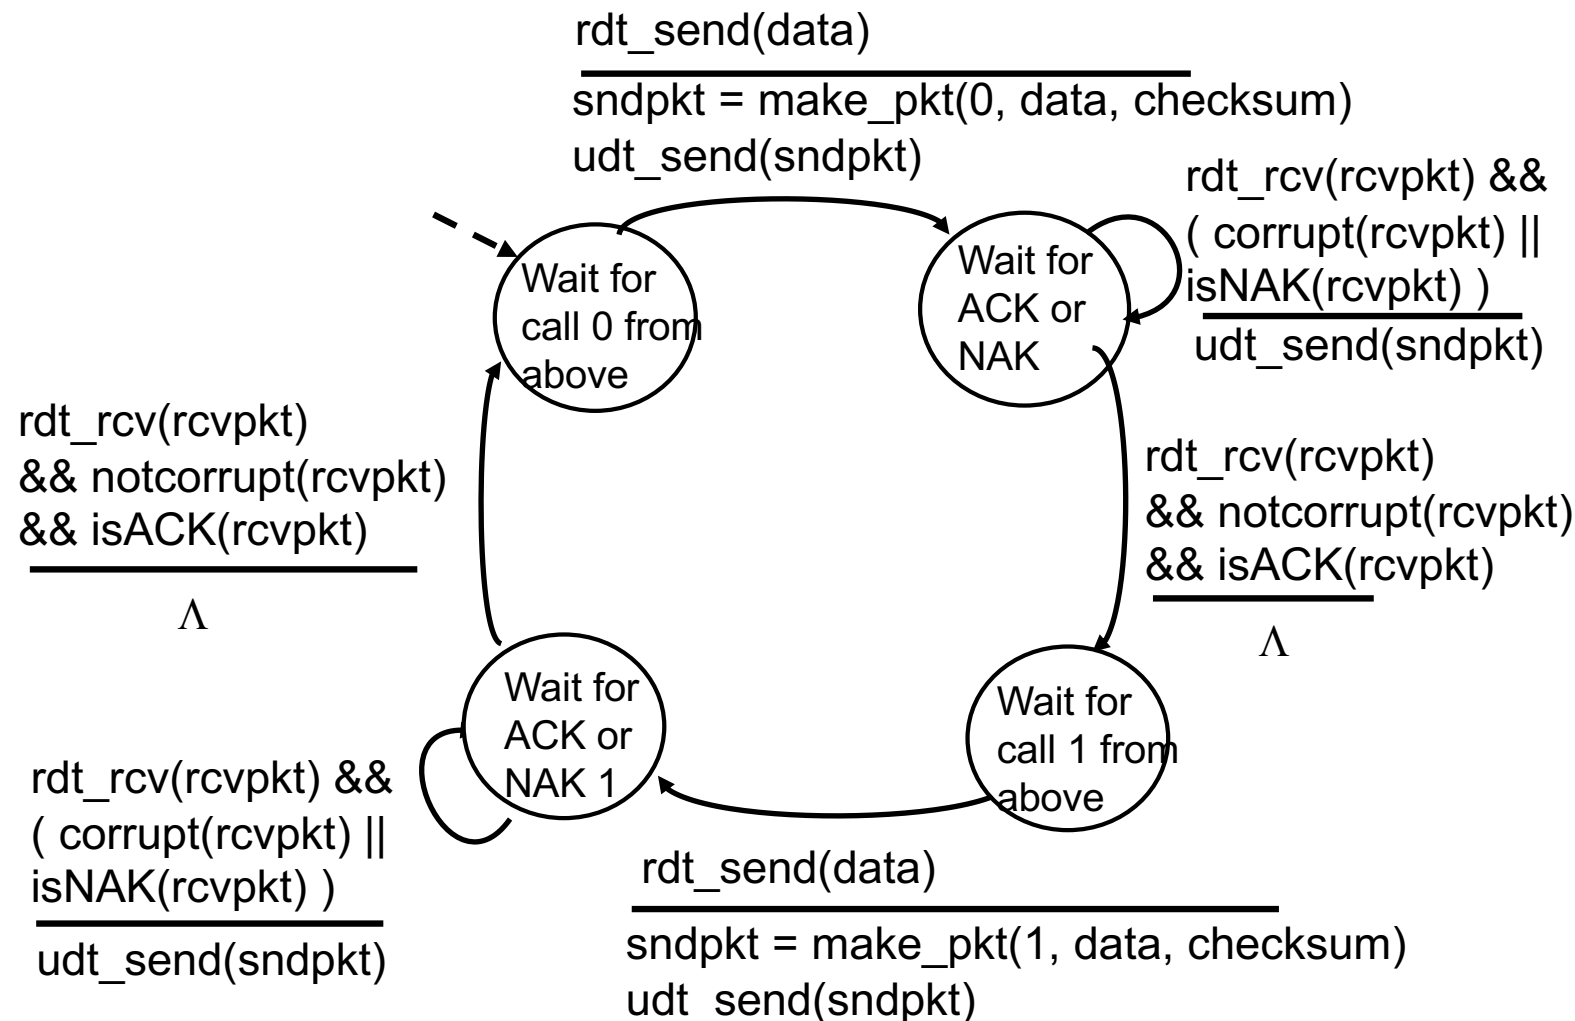 rdt_send(data)
sndpkt = make_pkt(0, data, checksum)
udt_send(sndpkt)
rdt_rcv(rcvpkt) &&
( corrupt(rcvpkt) ||
isNAK(rcvpkt) )
udt_send(sndpkt)
Wait for
call 0 from
above
Wait for
ACK or
NAK
rdt_rcv(rcvpkt)
&& notcorrupt(rcvpkt)
&& isACK(rcvpkt)
Λ
rdt_rcv(rcvpkt)
&& notcorrupt(rcvpkt)
&& isACK(rcvpkt)
Λ
Wait for
ACK or
NAK 1
Wait for
call 1 from
above
rdt_rcv(rcvpkt) &&
( corrupt(rcvpkt) ||
isNAK(rcvpkt) )
udt_send(sndpkt)
rdt_send(data)
sndpkt = make_pkt(1, data, checksum)
udt_send(sndpkt)